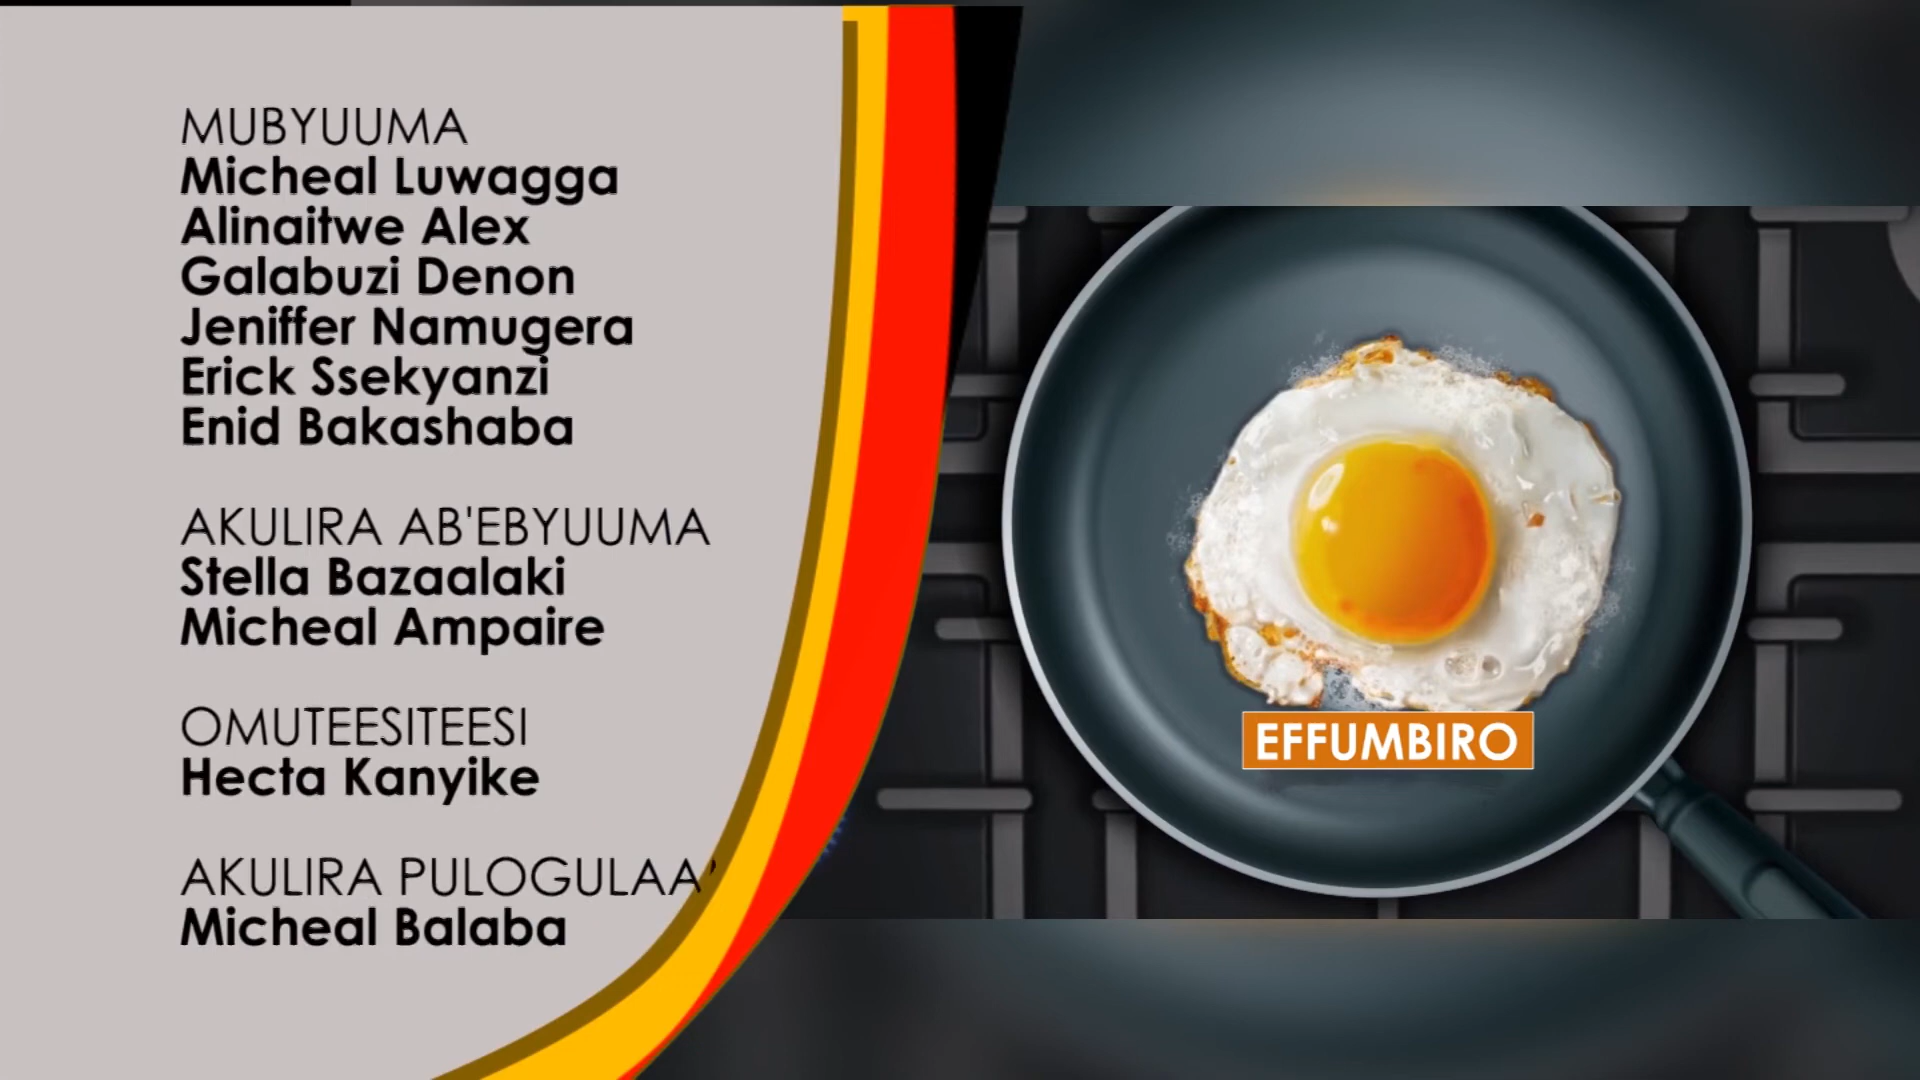 MUBYUUMA
Micheal Luwagga
Alinaitwe Alex
Galabuzi Denon
Jeniffer Namugera
Erick Ssekyanzi
Enid Bakashaba
AKULIRA AB'EBYUUMA
Stella Bazaalaki
Micheal Ampaire
OMUTEESITEESI
Hecta Kanyike
AKULIRA PULOGULAA'
Micheal Balaba
EFFUMBIRO